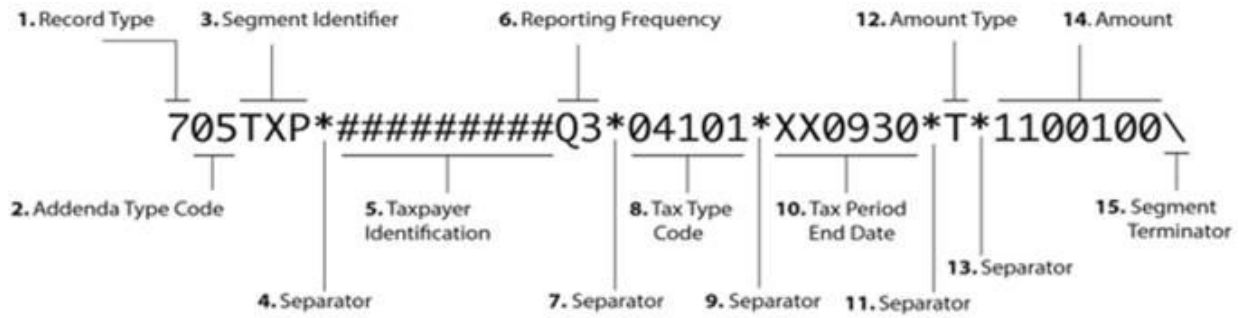 1. Record Type 3. Segment Identifier 6. Reporting Frequency 12. Amount Type 14. Amount
705TXP*#########Q3*04101*XX0930*T*1100100\
2. Addenda Type Code 5. Taxpayer 8. Tax Type 10. Tax Period 15. Segment
Identification Code End Date Terminator
13. Separator
4. Separator 7. Separator 9. Separator 11. Separator